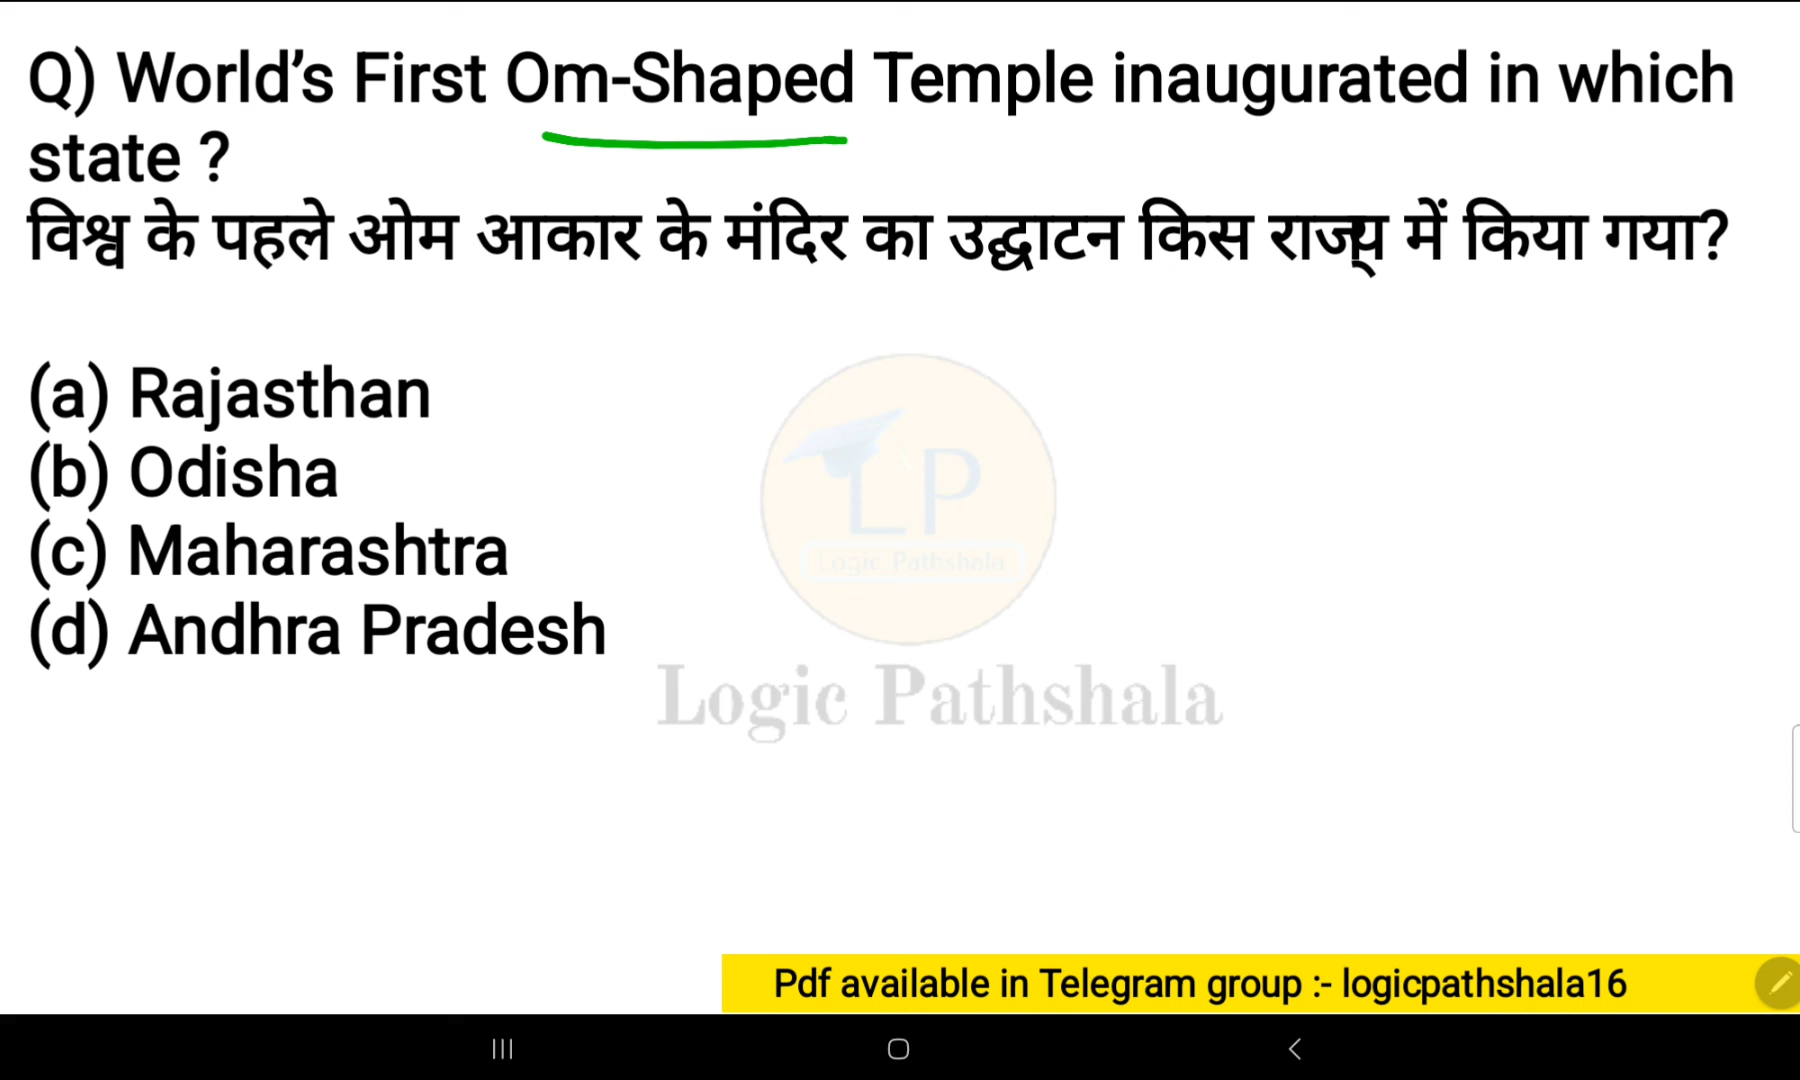 Q) World’s First Om-Shaped Temple inaugurated in which
state ?
विश्व के पहले ओम आकार के मंदिर का उद्घाटन किस राज्य् में किया गया?
(a) Rajasthan
(b) Odisha
(c) Maharashtra
(d) Andhra Pradesh
LP
Logic Pathshala
Logic Pathshala
Pdf available in Telegram group :- logicpathshala16